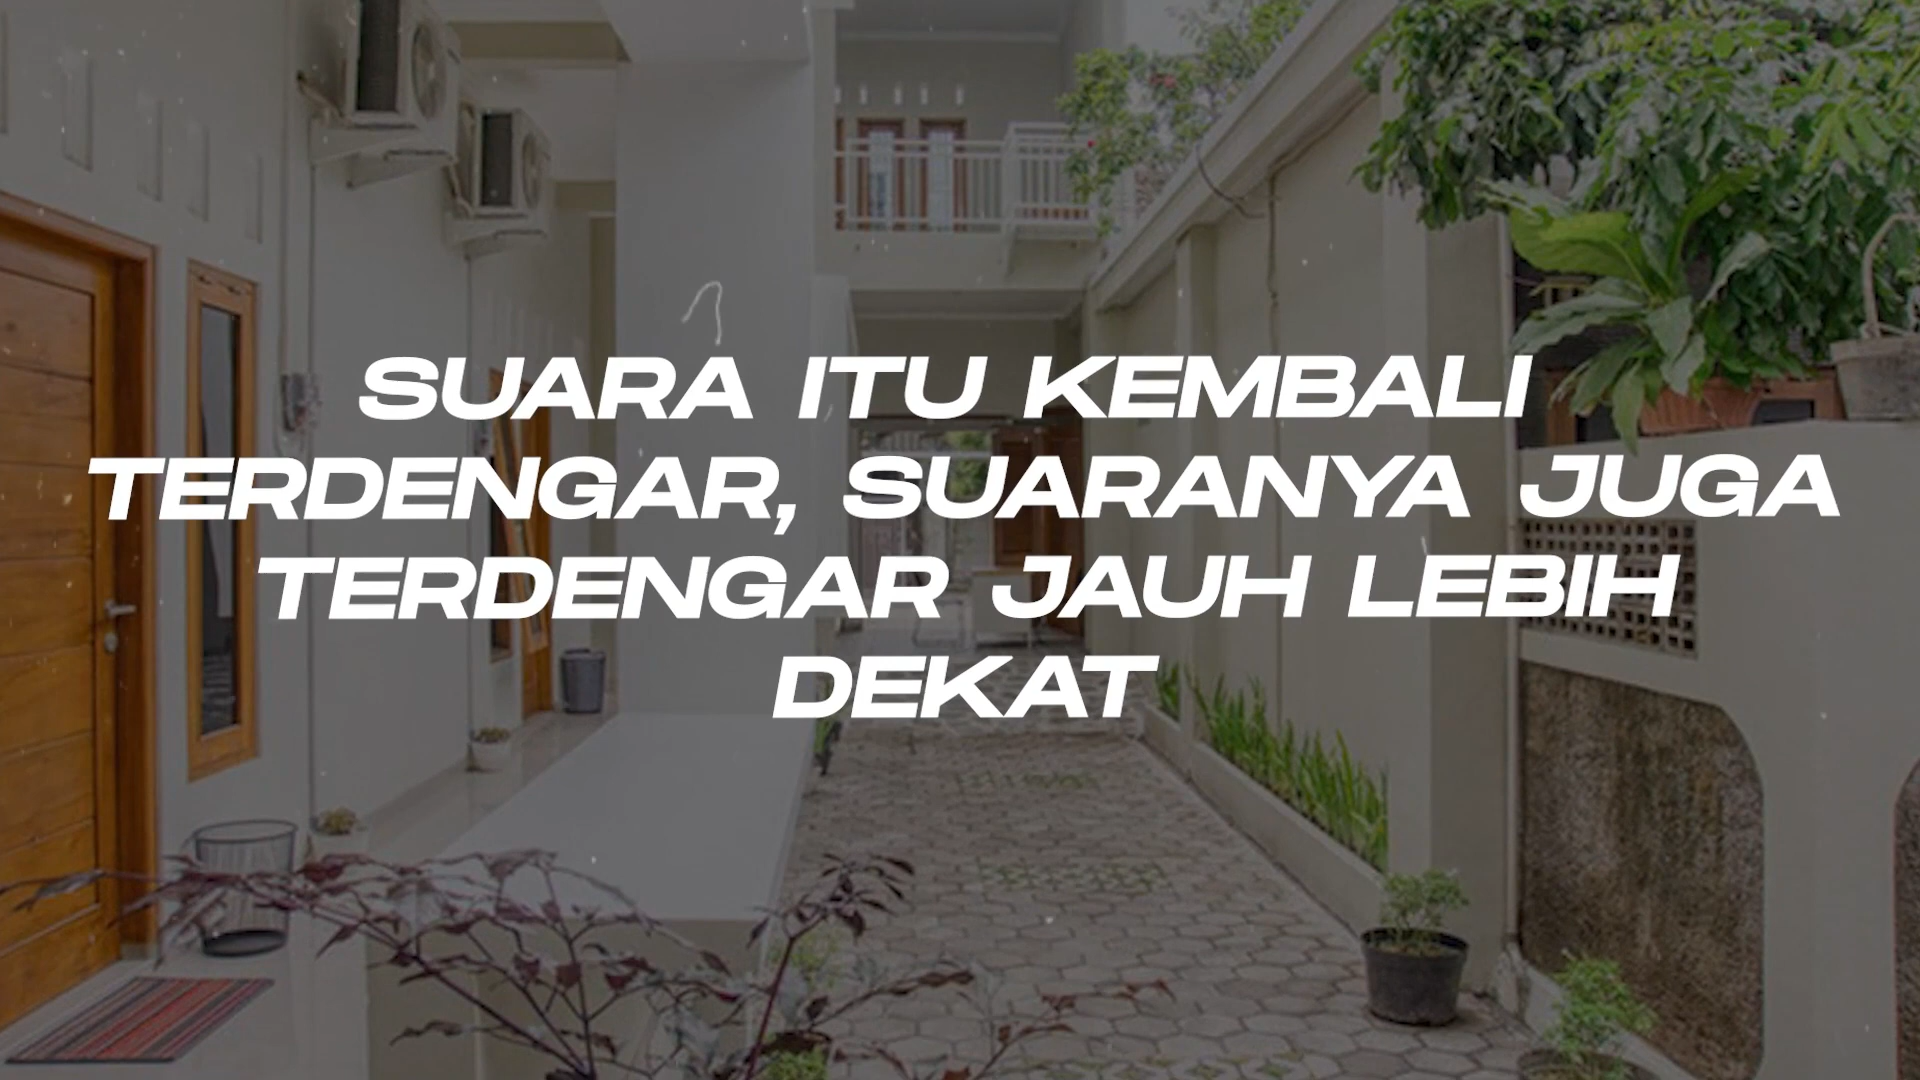 SUARA ITU KEMBALI
TERDENGAR, SUARANYA JUGA
TERDENGAR JAUH LEBIH
DEKAT